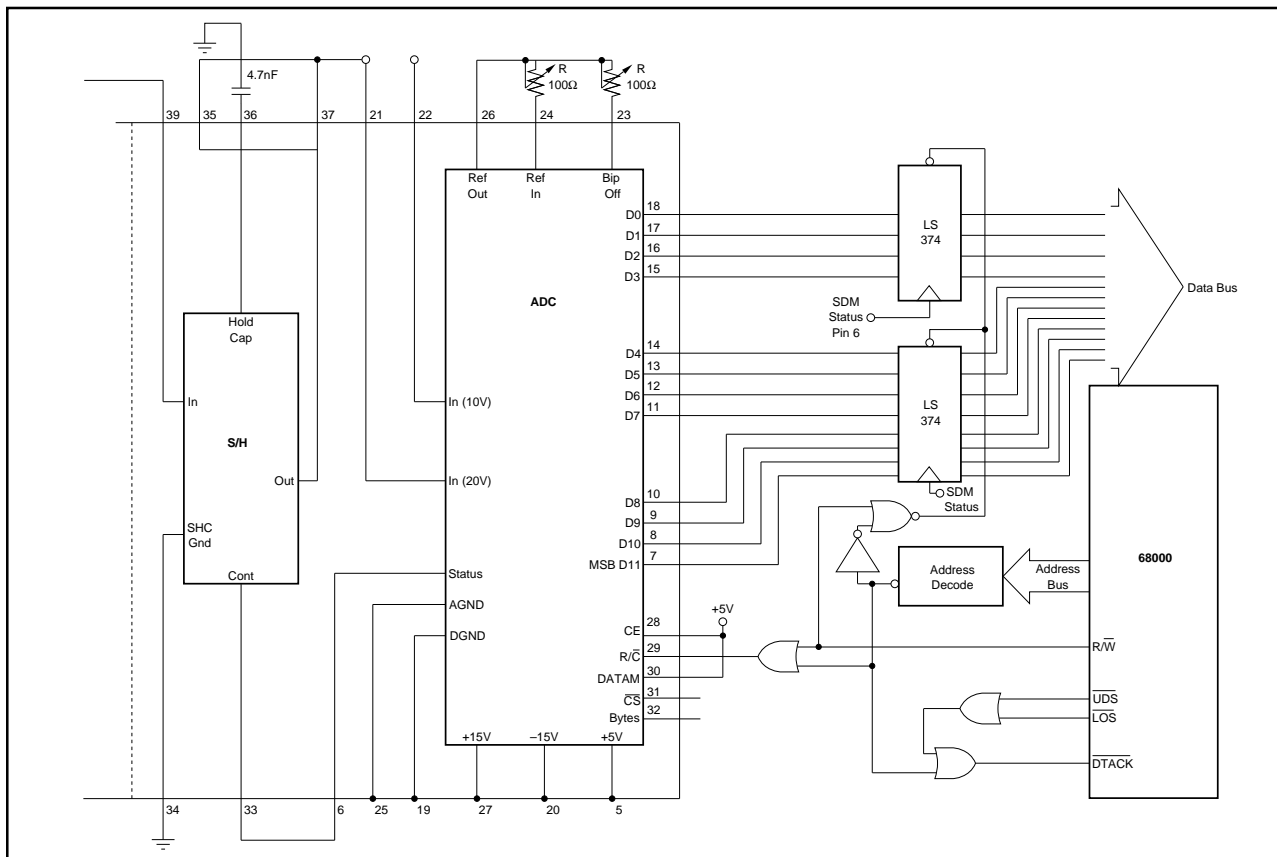 4.7nF
R
100Ω
R
100Ω
39 35 36 37 21 22 26 24 23
Ref Out
Ref In
Bip Off
ADC
D0 18
D1 17
D2 16
D3 15
LS 374
SDM Status Pin 6
Data Bus
Hold Cap
In
S/H
Out
SHC Gnd
Cont
In (10V)
In (20V)
D4 14
D5 13
D6 12
D7 11
LS 374
SDM Status
D8 10
D9 9
D10 8
MSB D11 7
Status
AGND
DGND
Address Decode
Address Bus
68000
+5V
CE 28
R/C̅ 29
DATAM 30
C̅S̅ 31
Bytes 32
R/W̅
U̅D̅S̅
L̅O̅S̅
D̅T̅A̅C̅K̅
+15V –15V +5V
34 33 6 25 19 27 20 5